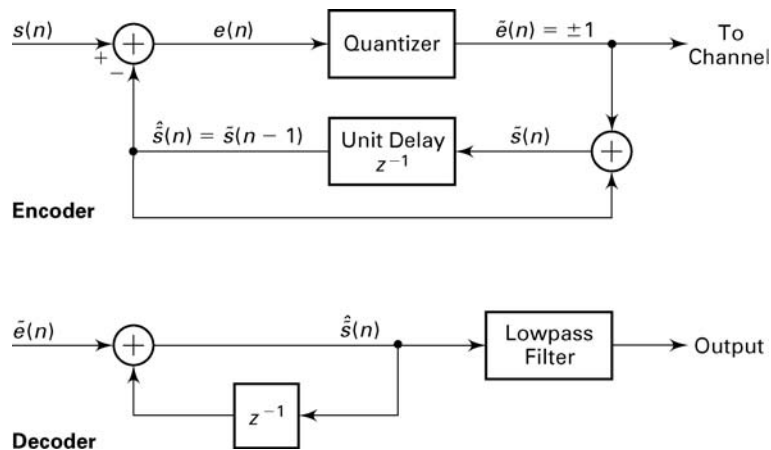 s(n)
e(n)
Quantizer
ẽ(n) = ±1
To
Channel
+
−
+
ŝ̃(n) = s̃(n − 1)
Unit Delay
z⁻¹
s̃(n)
+
Encoder
ẽ(n)
+
ŝ̃(n)
Lowpass
Filter
Output
z⁻¹
Decoder